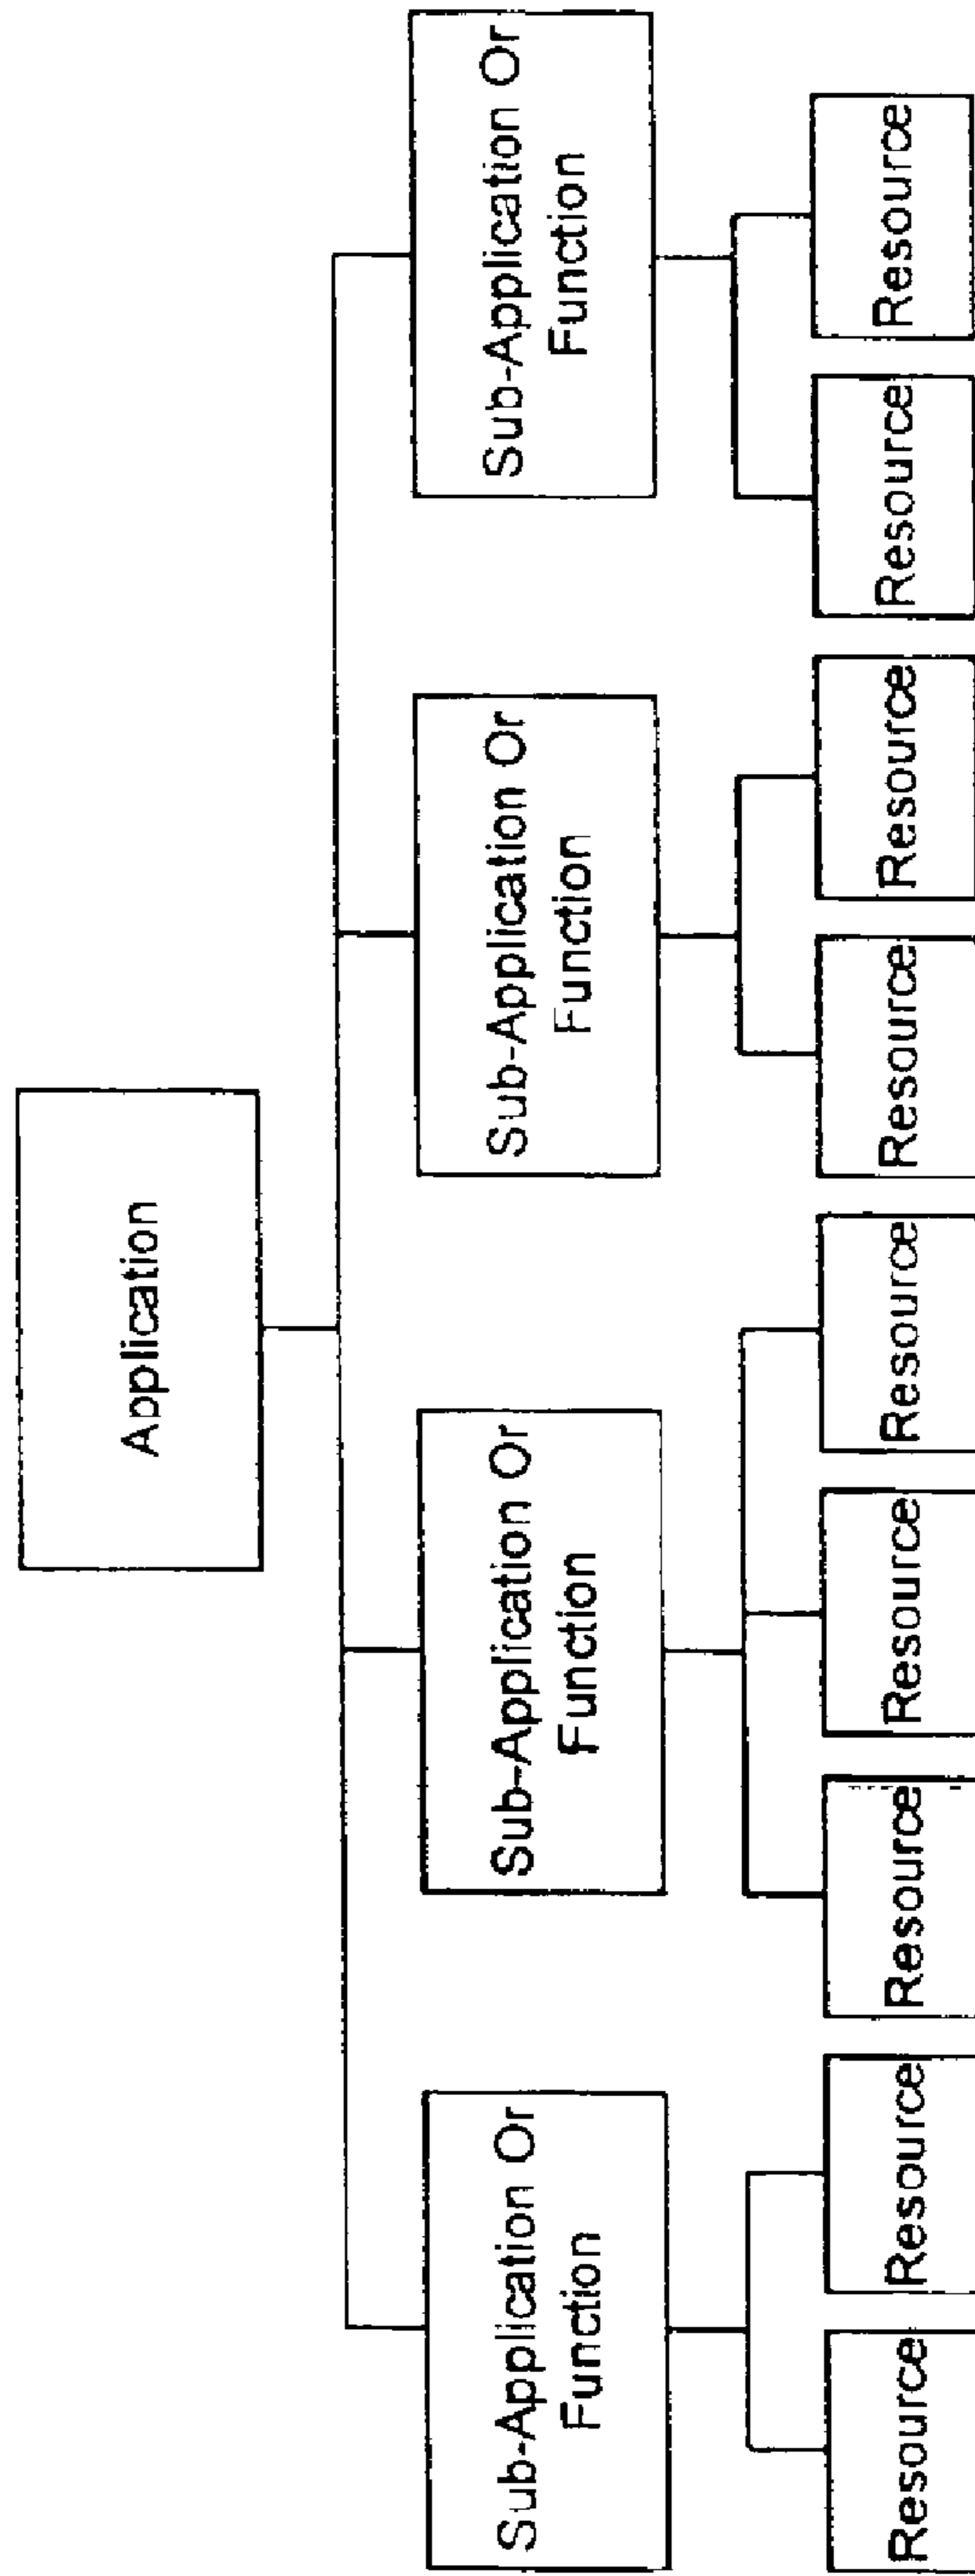 Application
Sub-Application Or
Function
Sub-Application Or
Function
Sub-Application Or
Function
Sub-Application Or
Function
Resource
Resource
Resource
Resource
Resource
Resource
Resource
Resource
Resource